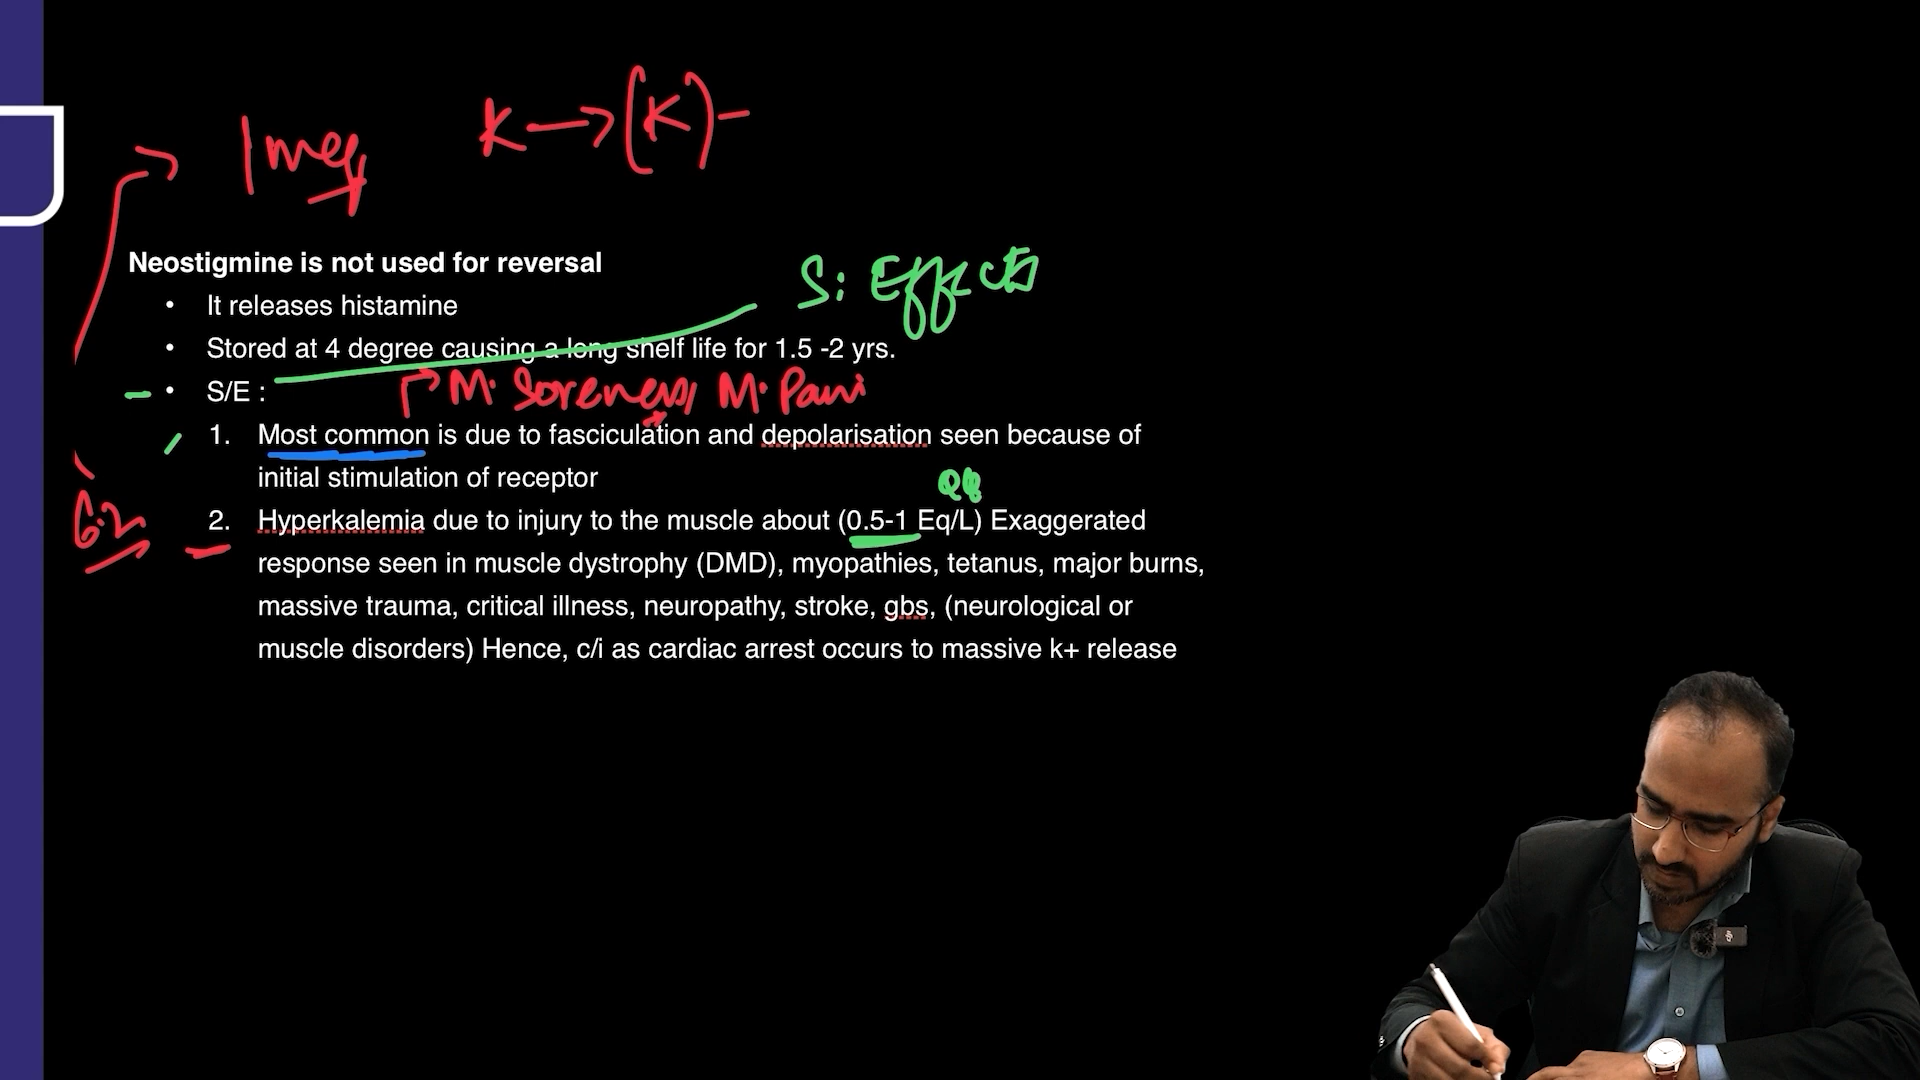 1 meq K → (K) -
Neostigmine is not used for reversal
• It releases histamine
S: Effects
• Stored at 4 degree causing a long shelf life for 1.5 -2 yrs.
• S/E :
M. Soreness/ M. Pain
1. Most common is due to fasciculation and depolarisation seen because of
initial stimulation of receptor
2. Hyperkalemia due to injury to the muscle about (0.5-1 Eq/L) Exaggerated
6.2
response seen in muscle dystrophy (DMD), myopathies, tetanus, major burns,
massive trauma, critical illness, neuropathy, stroke, gbs, (neurological or
muscle disorders) Hence, c/i as cardiac arrest occurs to massive k+ release